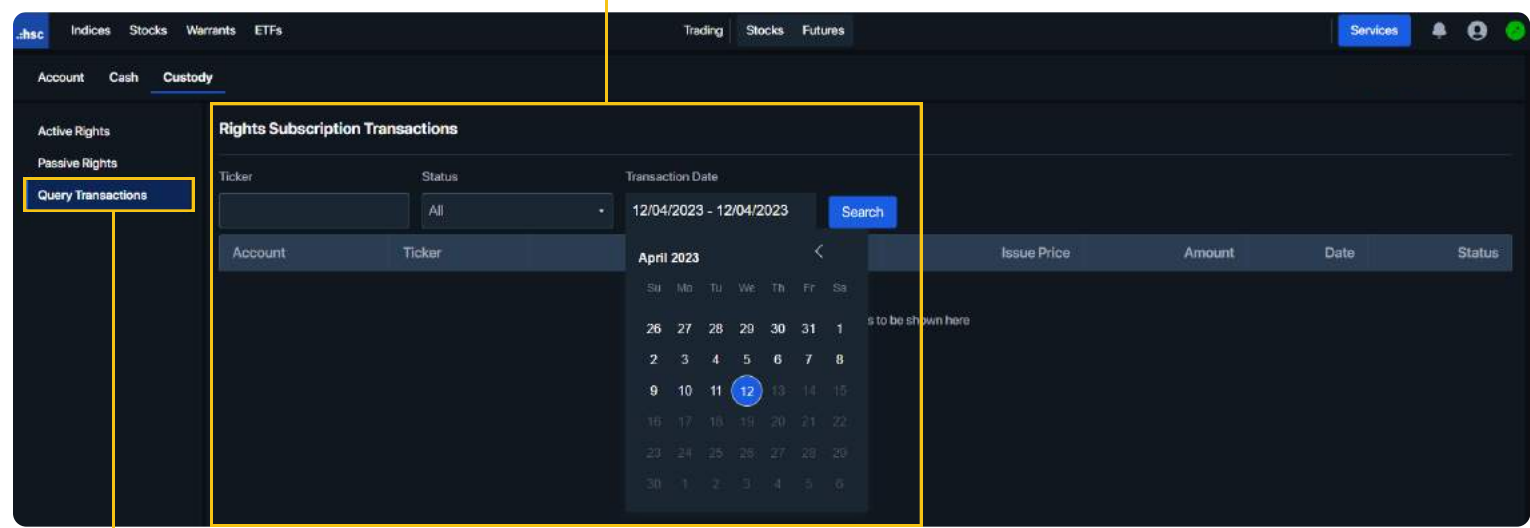 .:hsc Indices Stocks Warrants ETFs Trading Stocks Futures Services
Account Cash Custody
Active Rights
Passive Rights
Query Transactions
Rights Subscription Transactions
Ticker Status Transaction Date
All 12/04/2023 - 12/04/2023 Search
Account Ticker Issue Price Amount Date Status
April 2023
Su Mo Tu We Th Fr Sa
26 27 28 29 30 31 1
s to be shown here
2 3 4 5 6 7 8
9 10 11 12 13 14 15
16 17 18 19 20 21 22
23 24 25 26 27 28 29
30 1 2 3 4 5 6